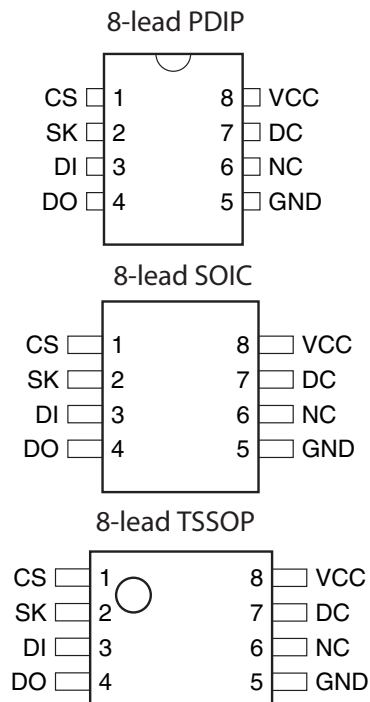 8-lead PDIP
CS 1 8 VCC
SK 2 7 DC
DI 3 6 NC
DO 4 5 GND
8-lead SOIC
CS 1 8 VCC
SK 2 7 DC
DI 3 6 NC
DO 4 5 GND
8-lead TSSOP
CS 1 8 VCC
SK 2 7 DC
DI 3 6 NC
DO 4 5 GND